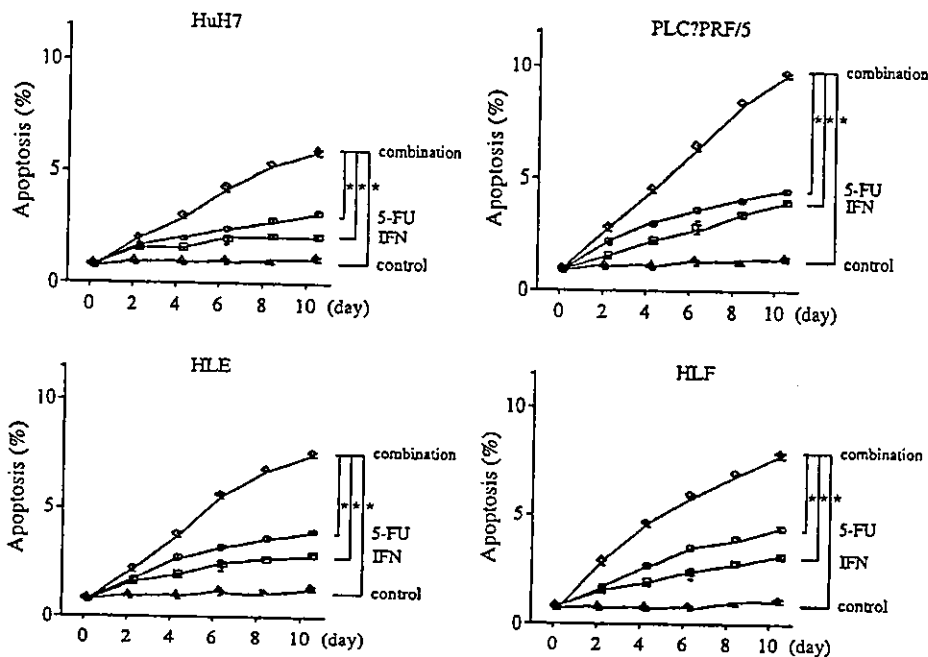 HuH7
10
5
0
Apoptosis (%)
0 2 4 6 8 10 (day)
combination
* * *
5-FU
IFN
control
PLC?PRF/5
10
5
0
Apoptosis (%)
0 2 4 6 8 10 (day)
combination
* * *
5-FU
IFN
control
HLE
10
5
0
Apoptosis (%)
0 2 4 6 8 10 (day)
combination
* * *
5-FU
IFN
control
HLF
10
5
0
Apoptosis (%)
0 2 4 6 8 10 (day)
combination
* * *
5-FU
IFN
control